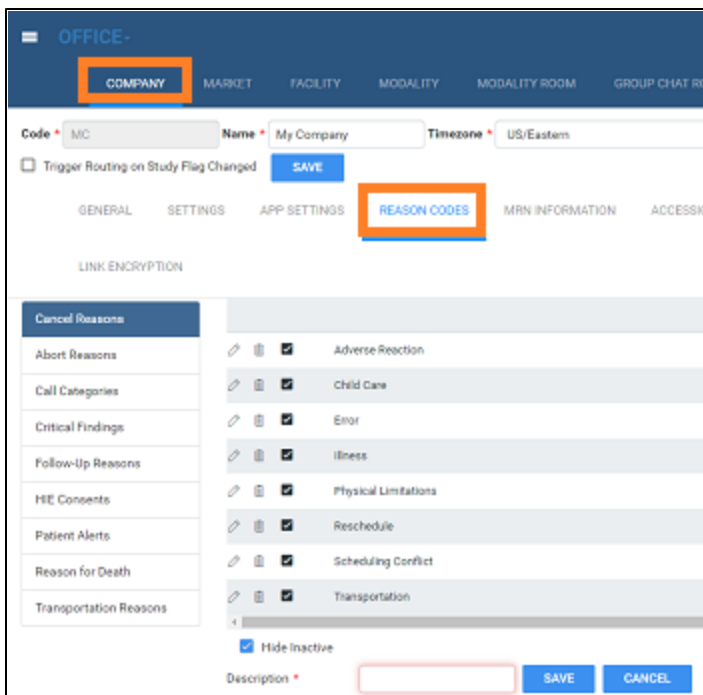 OFFICE-
COMPANY MARKET FACILITY MODALITY MODALITY ROOM GROUP CHAT RO
Code * MC Name * My Company Timezone * US/Eastern
Trigger Routing on Study Flag Changed SAVE
GENERAL SETTINGS APP SETTINGS REASON CODES MRN INFORMATION ACCESSI
LINK ENCRYPTION
Cancel Reasons
Abort Reasons
Call Categories
Critical Findings
Follow-Up Reasons
HIE Consents
Patient Alerts
Reason for Death
Transportation Reasons
Adverse Reaction
Child Care
Error
Illness
Physical Limitations
Reschedule
Scheduling Conflict
Transportation
Hide Inactive
Description * SAVE CANCEL